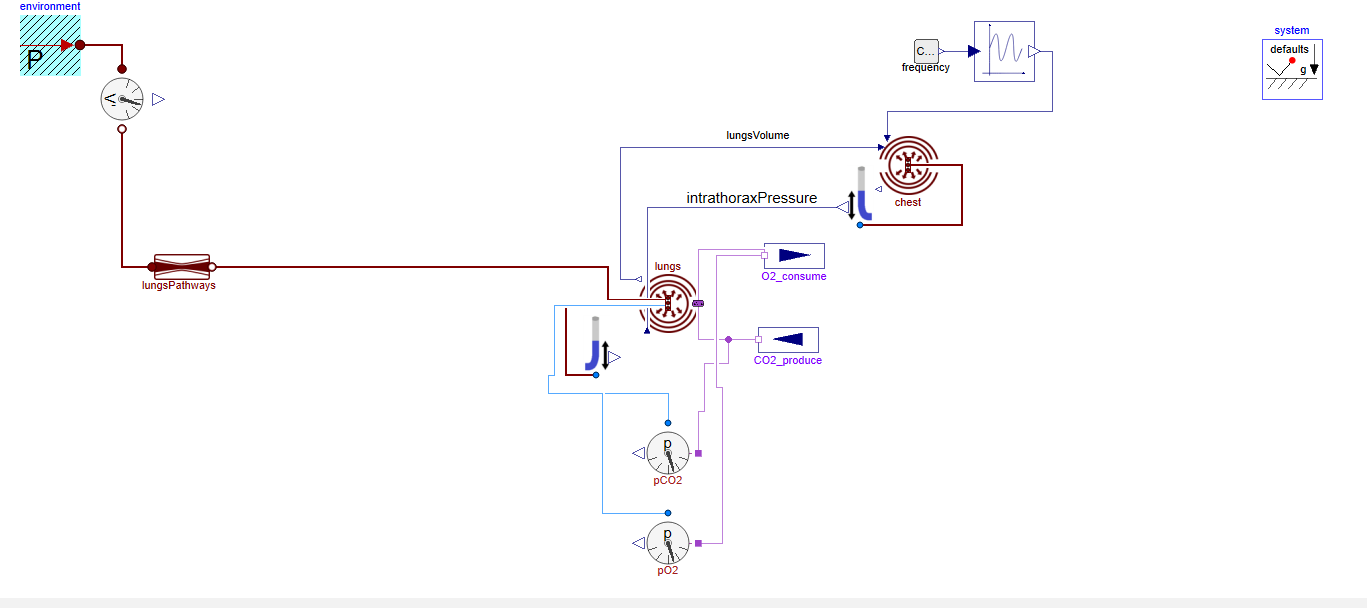 environment
P
system
defaults
g
C...
frequency
lungsVolume
chest
intrathoraxPressure
lungs
O2_consume
lungsPathways
CO2_produce
p
pCO2
p
pO2